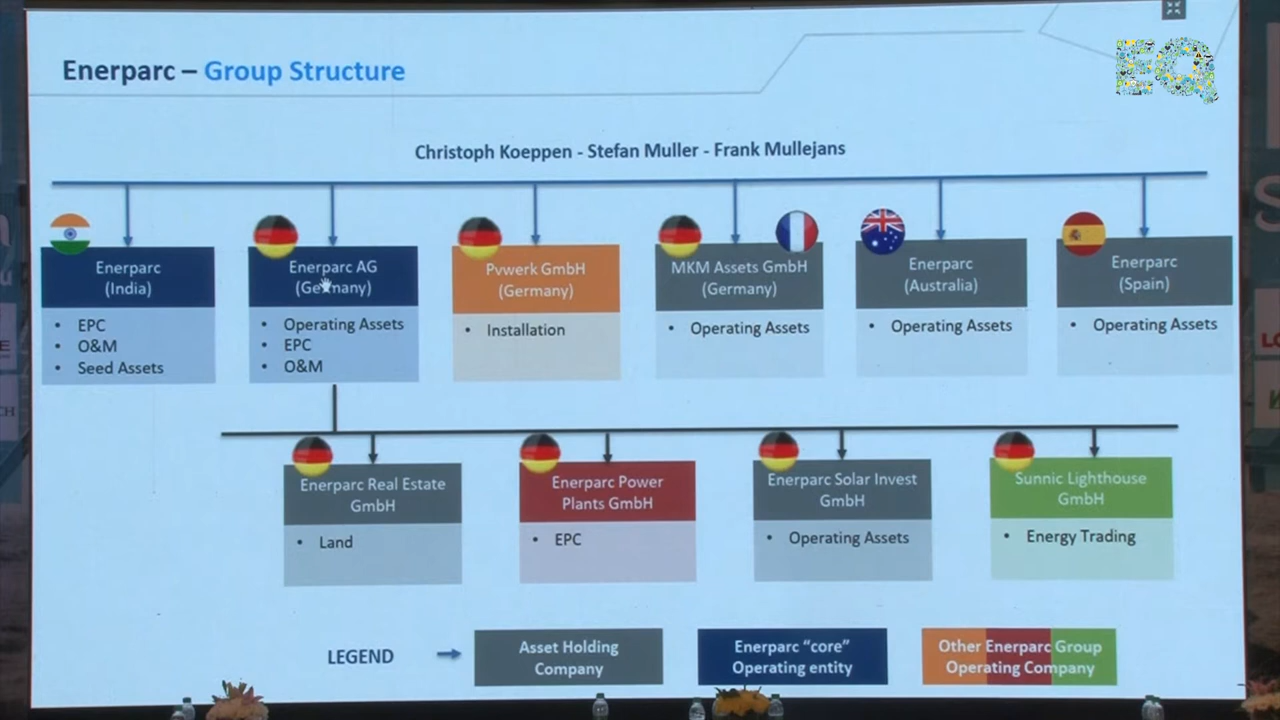 Enerparc – Group Structure
EQ
Christoph Koeppen - Stefan Muller - Frank Mullejans
Enerparc
(India)
• EPC
• O&M
• Seed Assets
Enerparc AG
(Germany)
• Operating Assets
• EPC
• O&M
Pvwerk GmbH
(Germany)
• Installation
MKM Assets GmbH
(Germany)
• Operating Assets
Enerparc
(Australia)
• Operating Assets
Enerparc
(Spain)
• Operating Assets
Enerparc Real Estate
GmbH
• Land
Enerparc Power
Plants GmbH
• EPC
Enerparc Solar Invest
GmbH
• Operating Assets
Sunnic Lighthouse
GmbH
• Energy Trading
LEGEND
Asset Holding
Company
Enerparc “core”
Operating entity
Other Enerparc Group
Operating Company